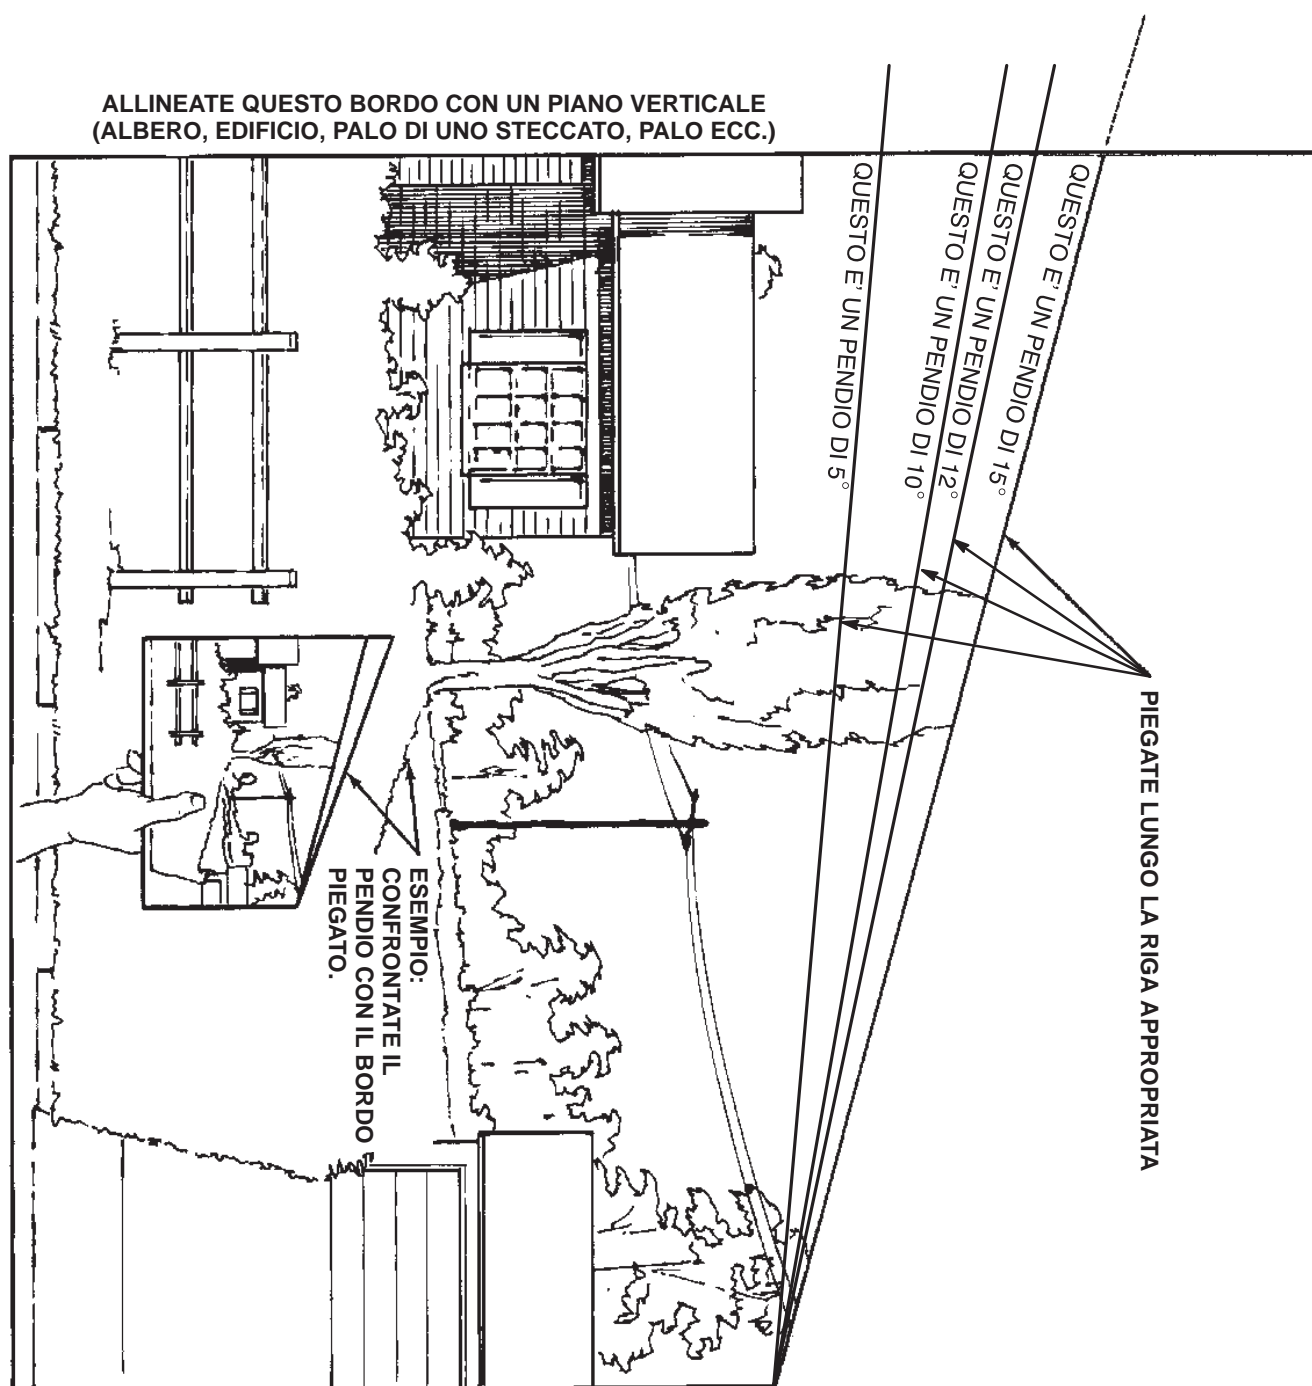 ALLINEATE QUESTO BORDO CON UN PIANO VERTICALE
(ALBERO, EDIFICIO, PALO DI UNO STECCATO, PALO ECC.)
QUESTO E' UN PENDIO DI 5°
QUESTO E' UN PENDIO DI 10°
QUESTO E' UN PENDIO DI 12°
QUESTO E' UN PENDIO DI 15°
PIEGATE LUNGO LA RIGA APPROPRIATA
ESEMPIO:
CONFRONTATE IL
PENDIO CON IL BORDO
PIEGATO.